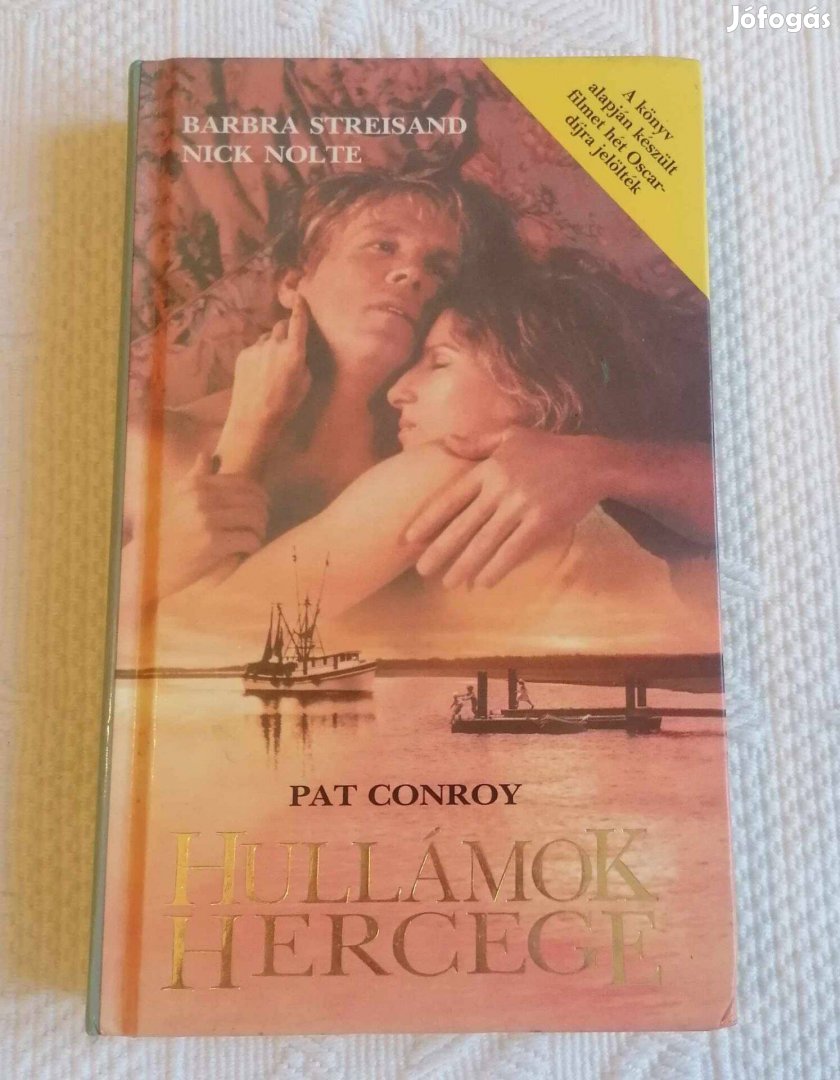 Jófogás
BARBRA STREISAND
NICK NOLTE
A könyv
alapján készült
filmet hét Oscar-
díjra jelölték
PAT CONROY
HULLÁMOK
HERCEGE